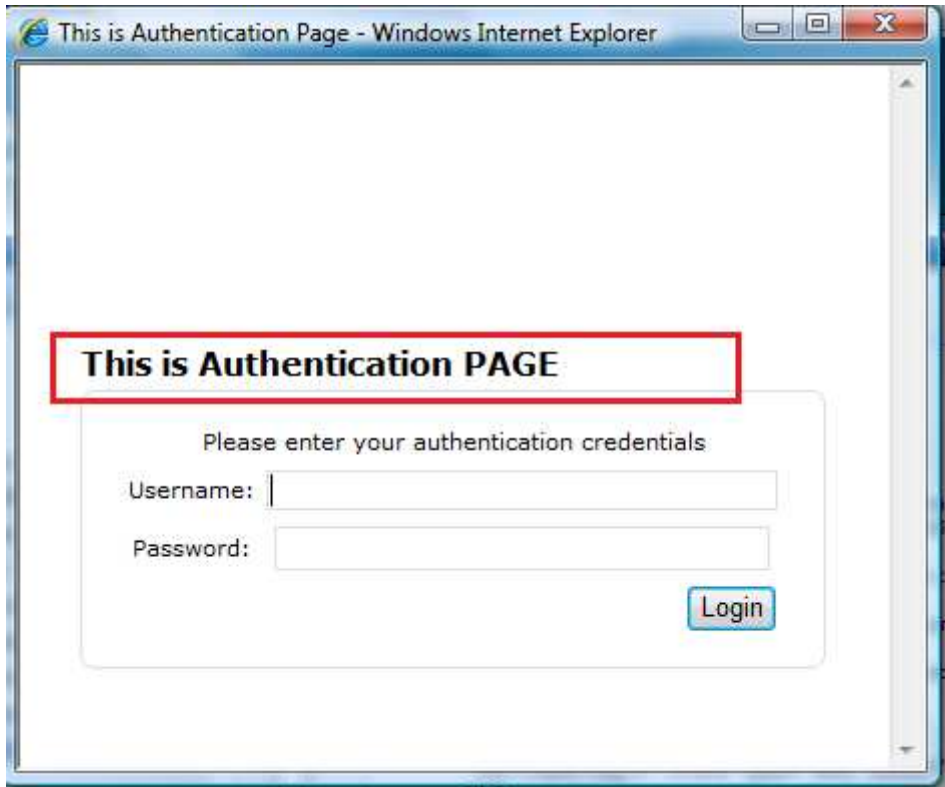 This is Authentication Page - Windows Internet Explorer
This is Authentication PAGE
Please enter your authentication credentials
Username:
Password:
Login